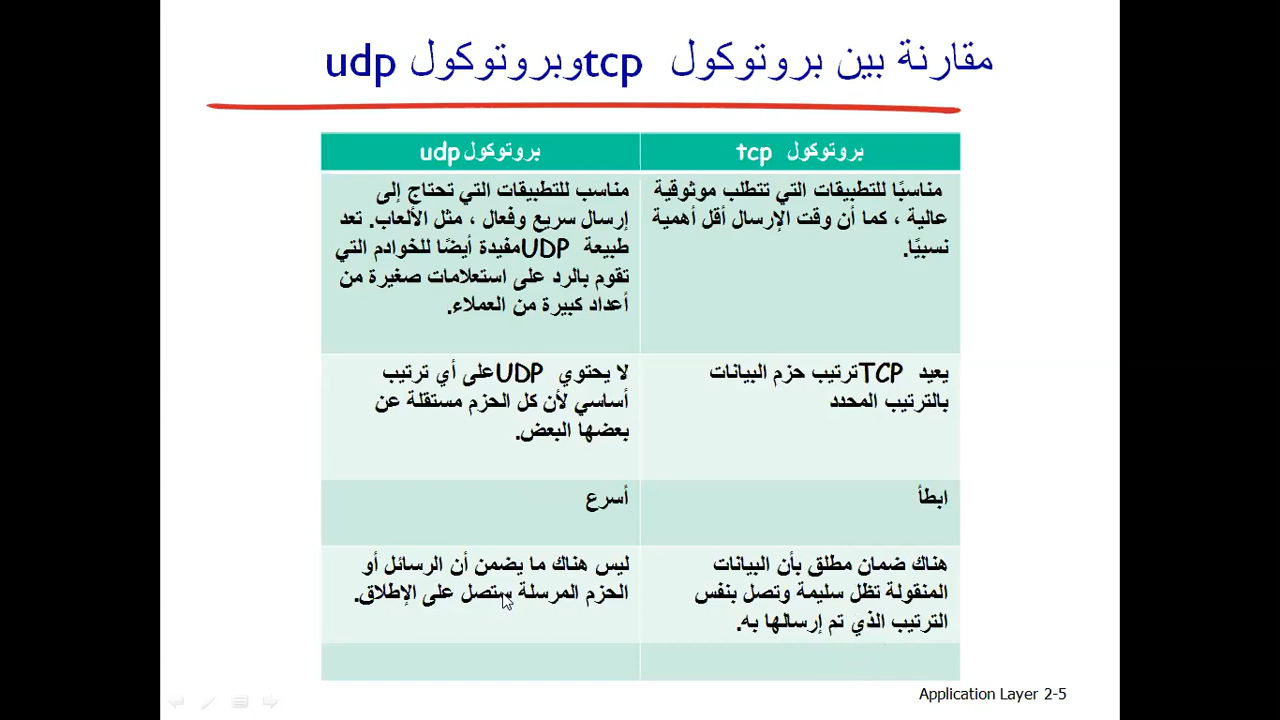 مقارنة بين بروتوكول tcpوبروتوكول udp
بروتوكول tcp
بروتوكول udp
مناسبًا للتطبيقات التي تتطلب موثوقية
عالية ، كما أن وقت الإرسال أقل أهمية
نسبيًا.
مناسب للتطبيقات التي تحتاج إلى
إرسال سريع وفعال ، مثل الألعاب. تعد
طبيعة UDPمفيدة أيضًا للخوادم التي
تقوم بالرد على استعلامات صغيرة من
أعداد كبيرة من العملاء.
يعيد TCPترتيب حزم البيانات
بالترتيب المحدد
لا يحتوي UDPعلى أي ترتيب
أساسي لأن كل الحزم مستقلة عن
بعضها البعض.
ابطأ
أسرع
هناك ضمان مطلق بأن البيانات
المنقولة تظل سليمة وتصل بنفس
الترتيب الذي تم إرسالها به.
ليس هناك ما يضمن أن الرسائل أو
الحزم المرسلة ستصل على الإطلاق.
Application Layer 2-5